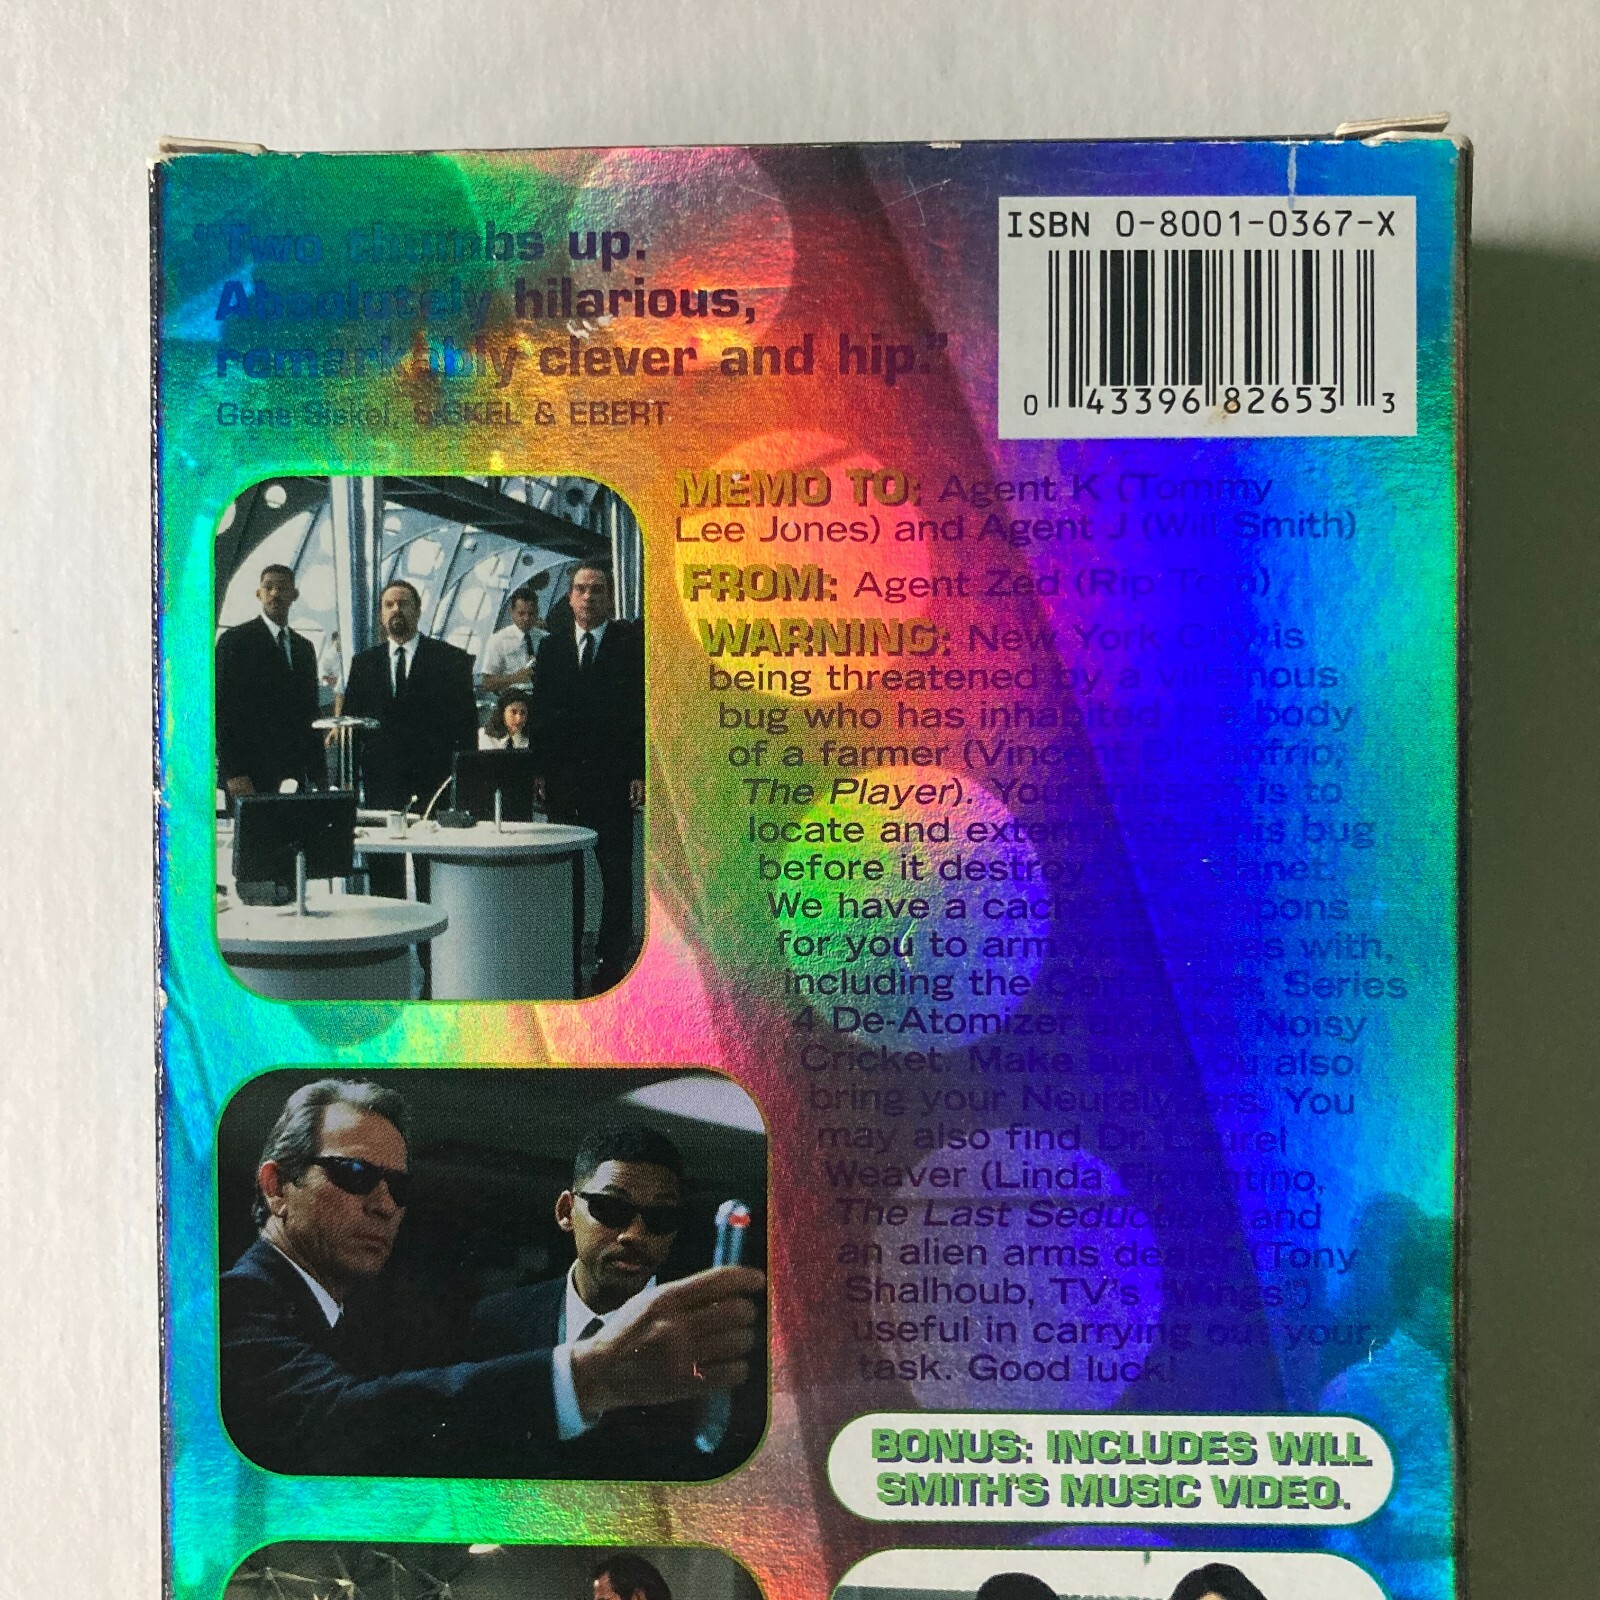 "Two thumbs up.
Absolutely hilarious,
remarkably clever and hip."
Gene Siskel, SISKEL & EBERT
ISBN 0-8001-0367-X
0 43396 82653 3
MEMO TO: Agent K (Tommy
Lee Jones) and Agent J (Will Smith)
FROM: Agent Zed (Rip Torn)
WARNING: New York City is
being threatened by a villainous
bug who has inhabited the body
of a farmer (Vincent D'Onofrio,
The Player). Your mission is to
locate and exterminate this bug
before it destroys our planet.
We have a cache of weapons
for you to arm yourselves with,
including the Carbonizer, Series
4 De-Atomizer and the Noisy
Cricket. Make sure you also
bring your Neuralyzers. You
may also find Dr. Laurel
Weaver (Linda Fiorentino,
The Last Seduction) and
an alien arms dealer (Tony
Shalhoub, TV's "Wings")
useful in carrying out your
task. Good luck!
BONUS: INCLUDES WILL
SMITH'S MUSIC VIDEO.